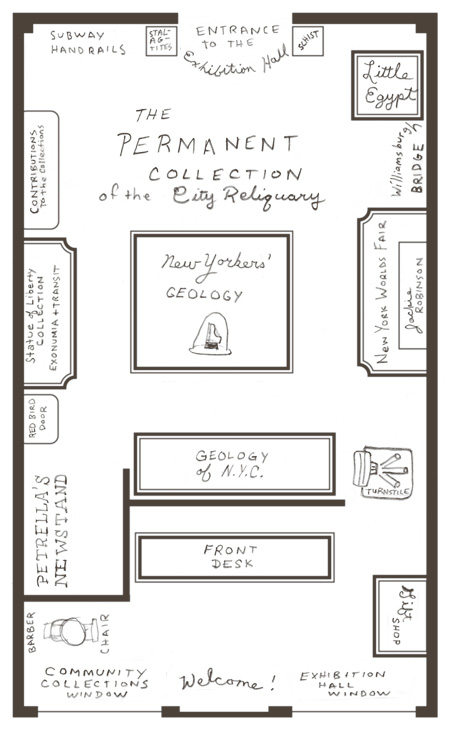 SUBWAY
HANDRAILS
STAL-
AG-
TITES
ENTRANCE
TO THE
Exhibition Hall
SCHIST
Little
Egypt
THE
PERMANENT
COLLECTION
of the City Reliquary
Williamsburg
BRIDGE
CONTRIBUTIONS
to the Collections
New Yorkers'
GEOLOGY
NEW YORK WORLDS FAIR
Jackie
ROBINSON
Statue of Liberty
COLLECTION
EXONUMIA + TRANSIT
RED BIRD
DOOR
GEOLOGY
of N.Y.C.
TURNSTILE
PETRELLA'S
NEWSTAND
FRONT
DESK
Gift
SHOP
BARBER
CHAIR
COMMUNITY
COLLECTIONS
WINDOW
Welcome!
EXHIBITION
HALL
WINDOW